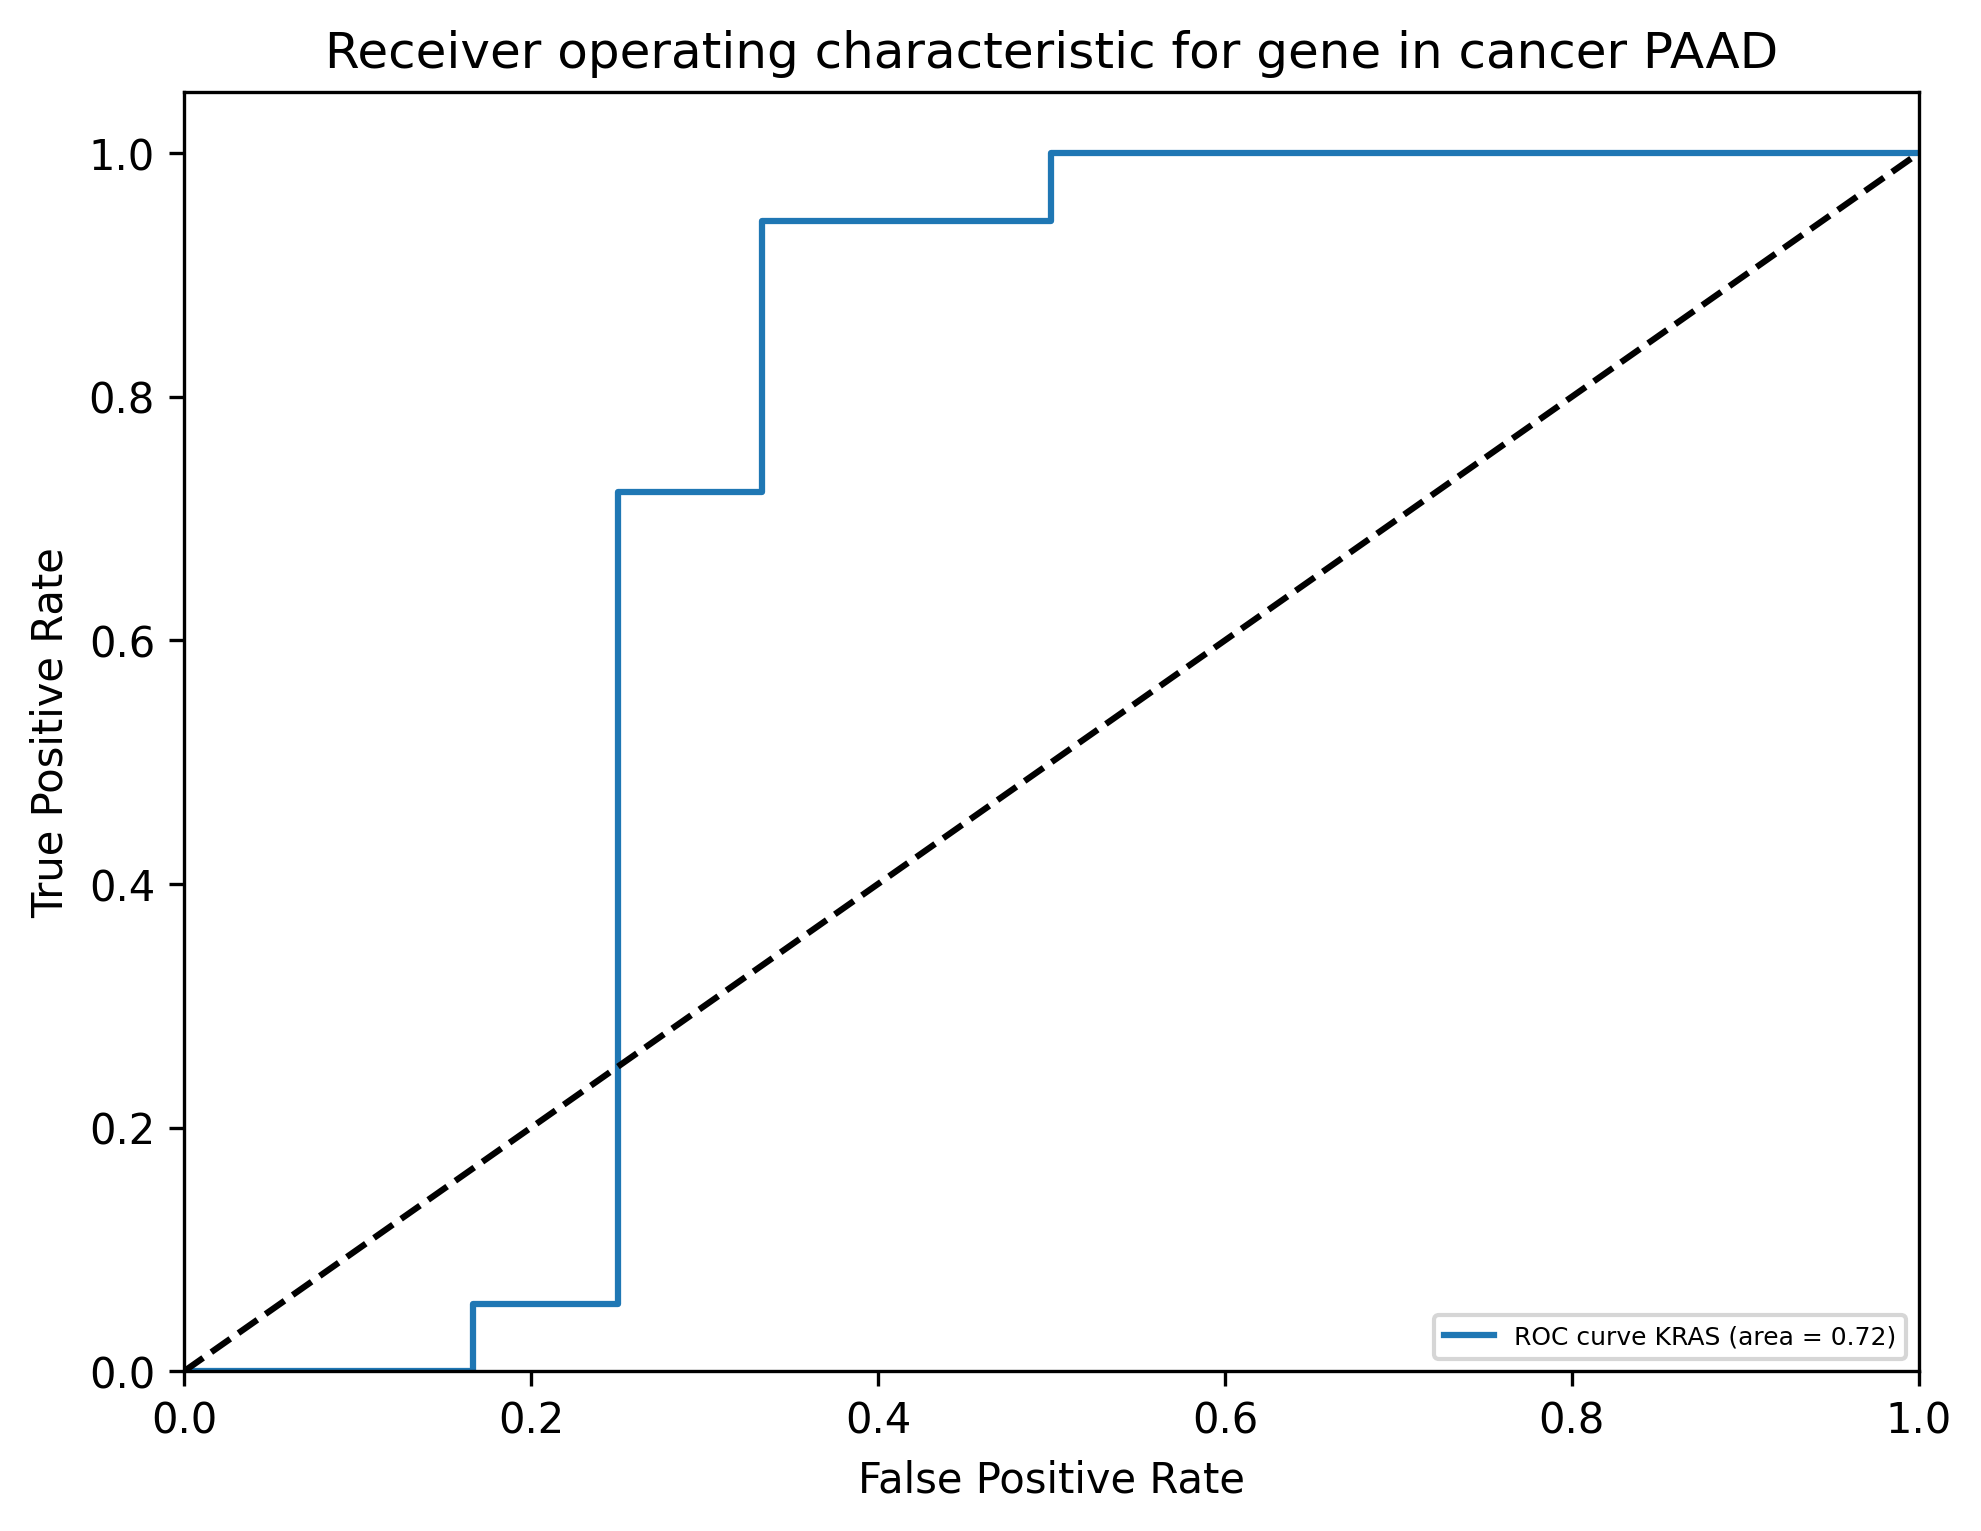 Receiver operating characteristic for gene in cancer PAAD
True Positive Rate
1.0
0.8
0.6
0.4
0.2
0.0
ROC curve KRAS (area = 0.72)
0.0 0.2 0.4 0.6 0.8 1.0
False Positive Rate